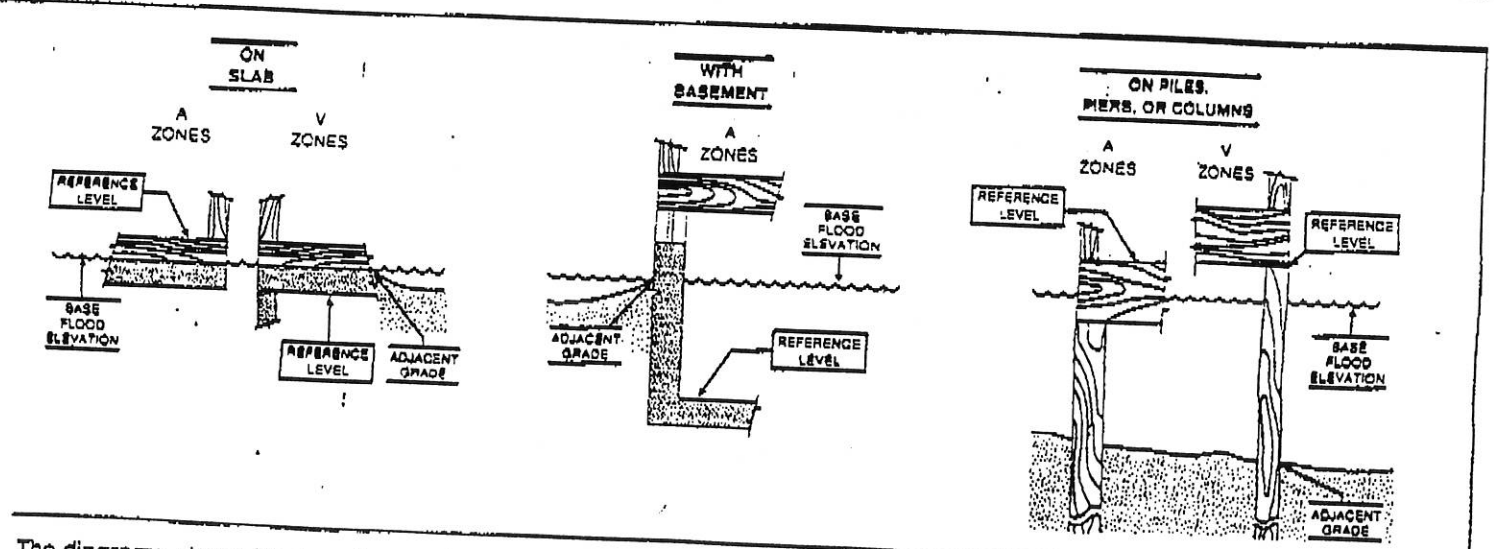 ON
SLAB
A
ZONES
V
ZONES
REFERENCE
LEVEL
BASE
FLOOD
ELEVATION
REFERENCE
LEVEL
ADJACENT
GRADE
WITH
BASEMENT
A
ZONES
BASE
FLOOD
ELEVATION
ADJACENT
GRADE
REFERENCE
LEVEL
ON PILES,
PIERS, OR COLUMNS
A
ZONES
V
ZONES
REFERENCE
LEVEL
REFERENCE
LEVEL
BASE
FLOOD
ELEVATION
ADJACENT
GRADE
The diagrams